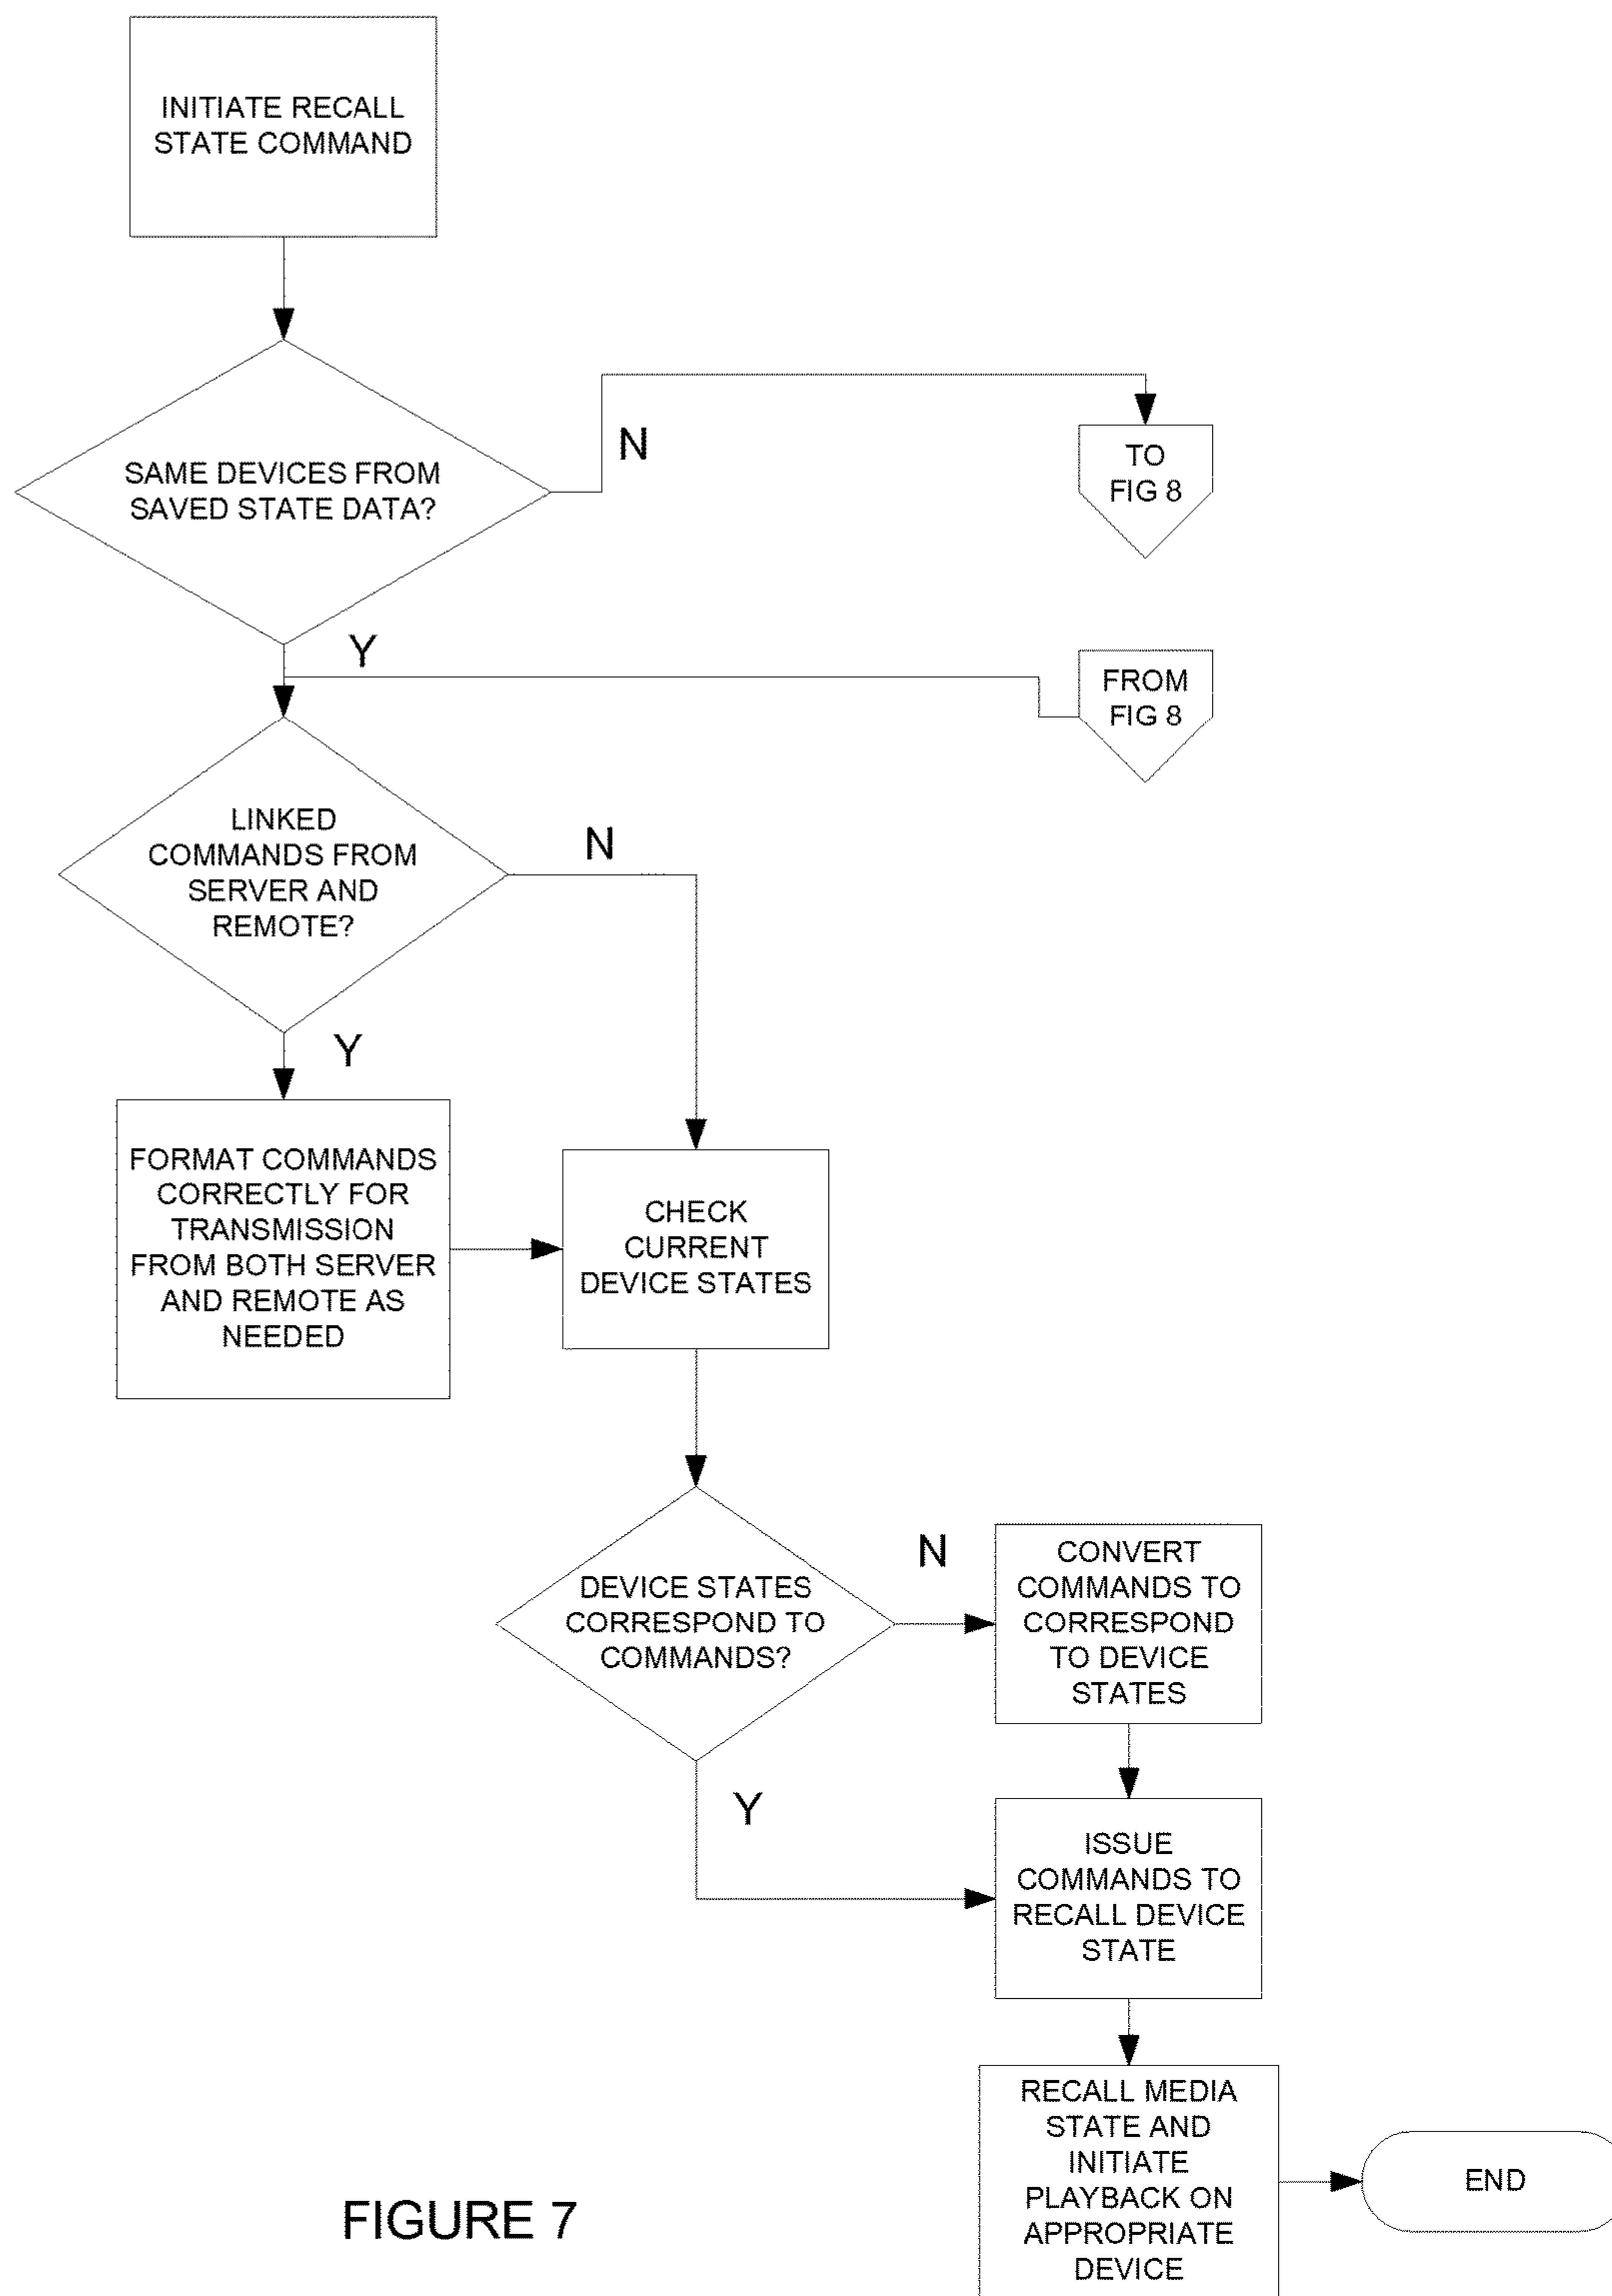 INITIATE RECALL
STATE COMMAND
SAME DEVICES FROM
SAVED STATE DATA?
N
TO
FIG 8
Y
FROM
FIG 8
LINKED
COMMANDS FROM
SERVER AND
REMOTE?
N
Y
FORMAT COMMANDS
CORRECTLY FOR
TRANSMISSION
FROM BOTH SERVER
AND REMOTE AS
NEEDED
CHECK
CURRENT
DEVICE STATES
DEVICE STATES
CORRESPOND TO
COMMANDS?
N
CONVERT
COMMANDS TO
CORRESPOND
TO DEVICE
STATES
Y
ISSUE
COMMANDS TO
RECALL DEVICE
STATE
RECALL MEDIA
STATE AND
INITIATE
PLAYBACK ON
APPROPRIATE
DEVICE
END
FIGURE 7